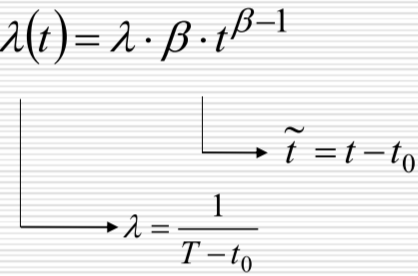 λ(t) = λ · β · t^{β−1}
t̃ = t − t₀
λ = 1 / (T − t₀)